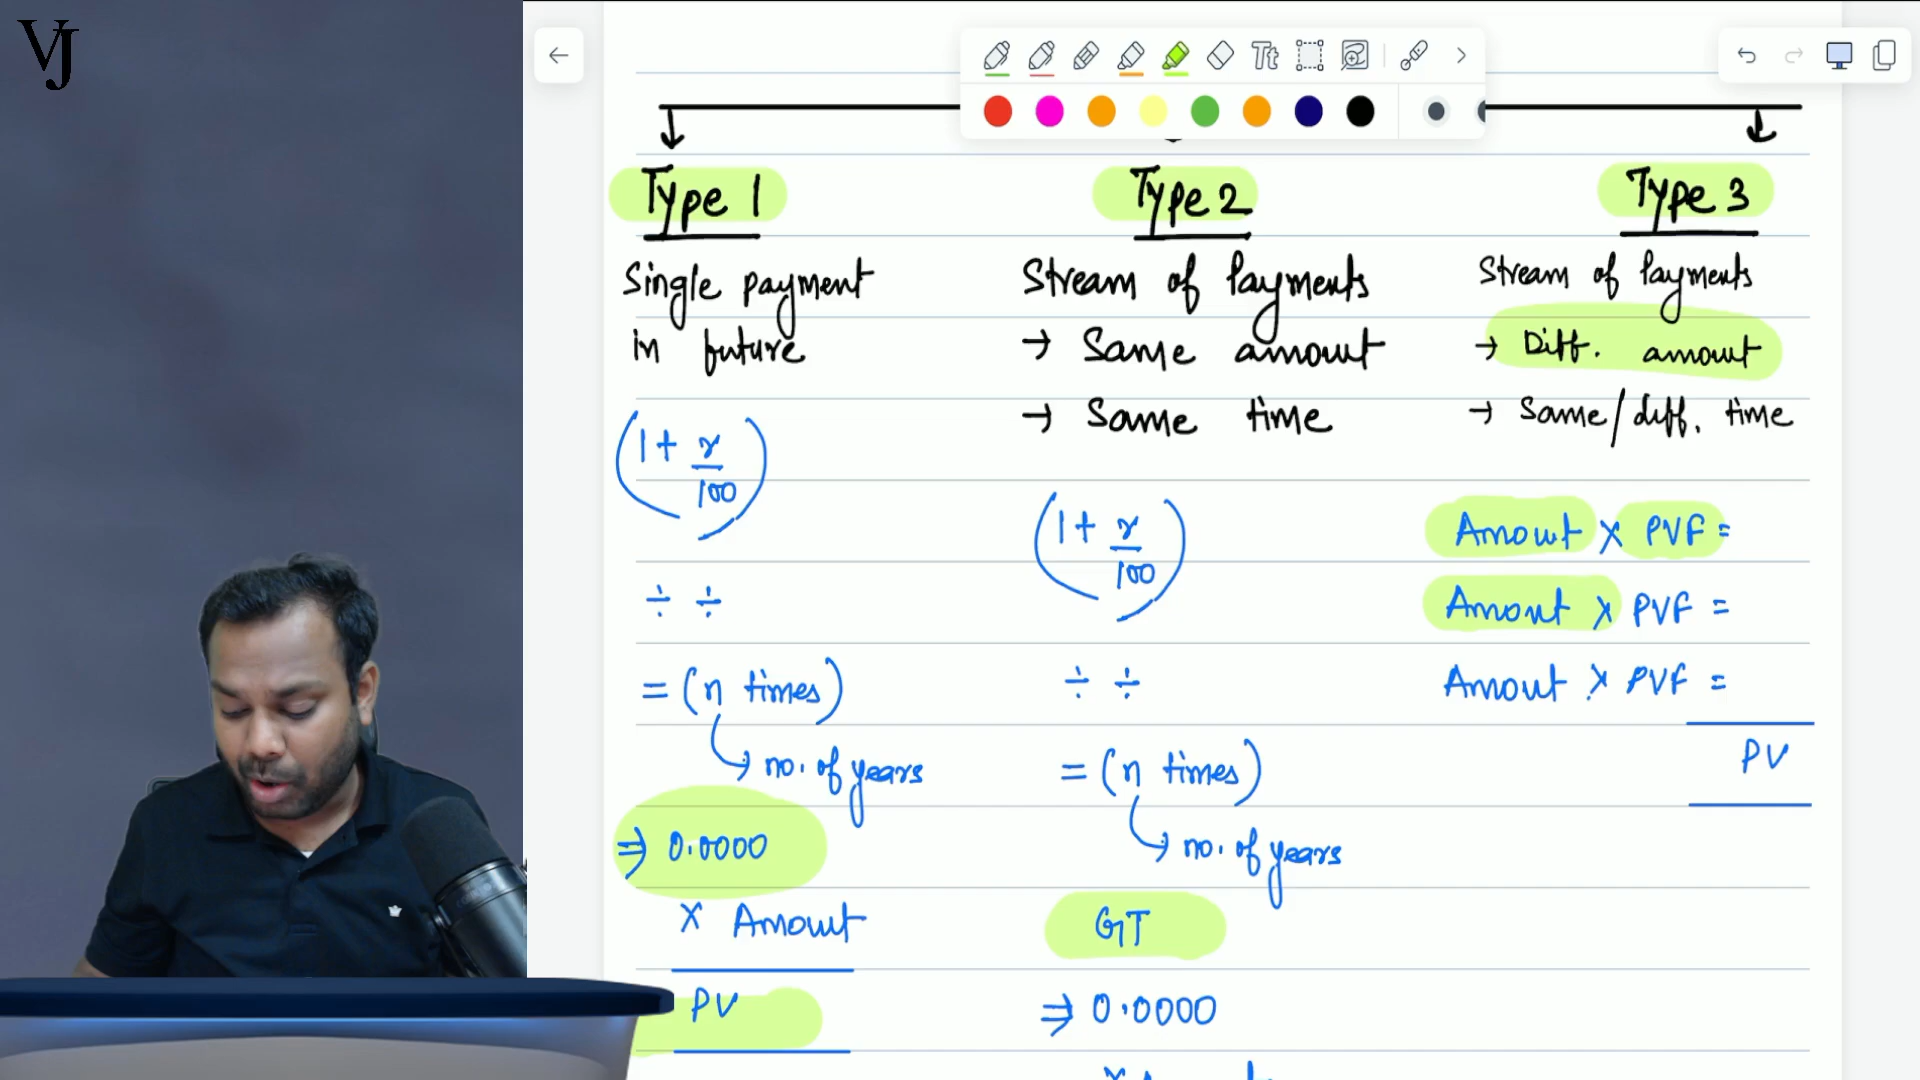 VJ
Tt
Type 1
Single payment
in future
(1 + r/100)
÷ ÷
= (n times)
↳ no. of years
⇒ 0.0000
X Amount
PV
Type 2
Stream of Payments
→ Same amount
→ Same time
(1 + r/100)
÷ ÷
= (n times)
↳ no. of years
GT
⇒ 0.0000
Type 3
Stream of Payments
→ Diff. amount
→ Same/diff. time
Amount X PVF =
Amount X PVF =
Amount X PVF =
PV